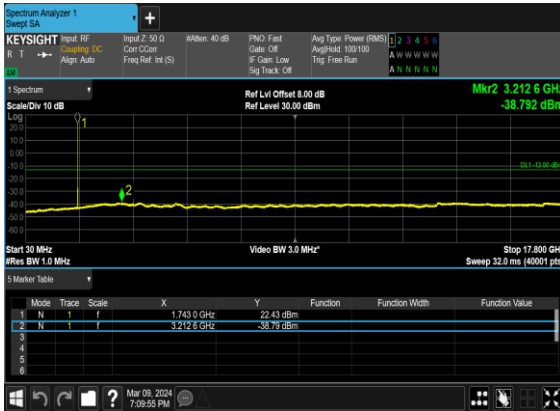 Spectrum Analyzer 1
Swept SA
KEYSIGHT Input: RF Input Z: 50 Ω #Atten: 40 dB PNO: Fast Avg Type: Power (RMS) 1 2 3 4 5 6
R T Coupling: DC Corr CCorr Gate: Off Avg|Hold: 100/100 A W W W W W
Align: Auto Freq Ref: Int (S) IF Gain: Low Trig: Free Run
LXI Sig Track: Off A N N N N N
1 Spectrum Ref Lvl Offset 8.00 dB Mkr2 3.212 6 GHz
Scale/Div 10 dB Ref Level 30.00 dBm -38.792 dBm
Log
20.0
10.0
0.00
-10.0
-20.0
-30.0
-40.0
-50.0
-60.0
1
2
DL1 -13.00 dBm
Start 30 MHz Video BW 3.0 MHz* Stop 17.800 GHz
#Res BW 1.0 MHz Sweep 32.0 ms (40001 pts)
5 Marker Table
Mode Trace Scale X Y Function Function Width Function Value
1 N 1 f 1.743 0 GHz 22.43 dBm
2 N 1 f 3.212 6 GHz -38.79 dBm
3
4
5
6
? Mar 09, 2024
7:09:55 PM